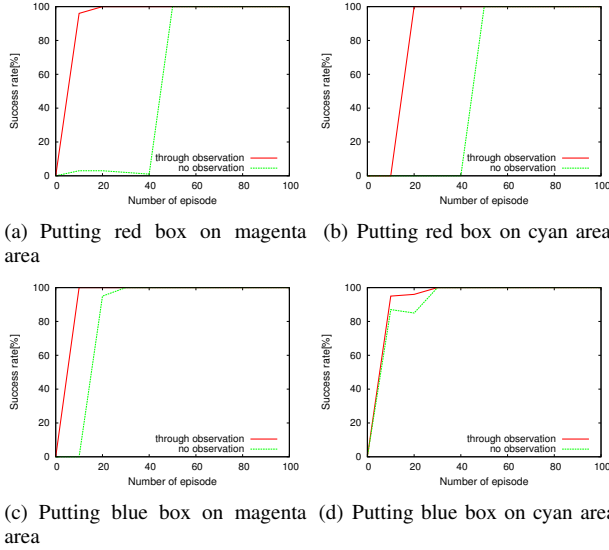 100
80
60
40
20
0
Success rate[%]
through observation
no observation
0 20 40 60 80 100
Number of episode
100
80
60
40
20
0
Success rate[%]
through observation
no observation
0 20 40 60 80 100
Number of episode
(a) Putting red box on magenta area
(b) Putting red box on cyan area
100
80
60
40
20
0
Success rate[%]
through observation
no observation
0 20 40 60 80 100
Number of episode
100
80
60
40
20
0
Success rate[%]
through observation
no observation
0 20 40 60 80 100
Number of episode
(c) Putting blue box on magenta area
(d) Putting blue box on cyan area